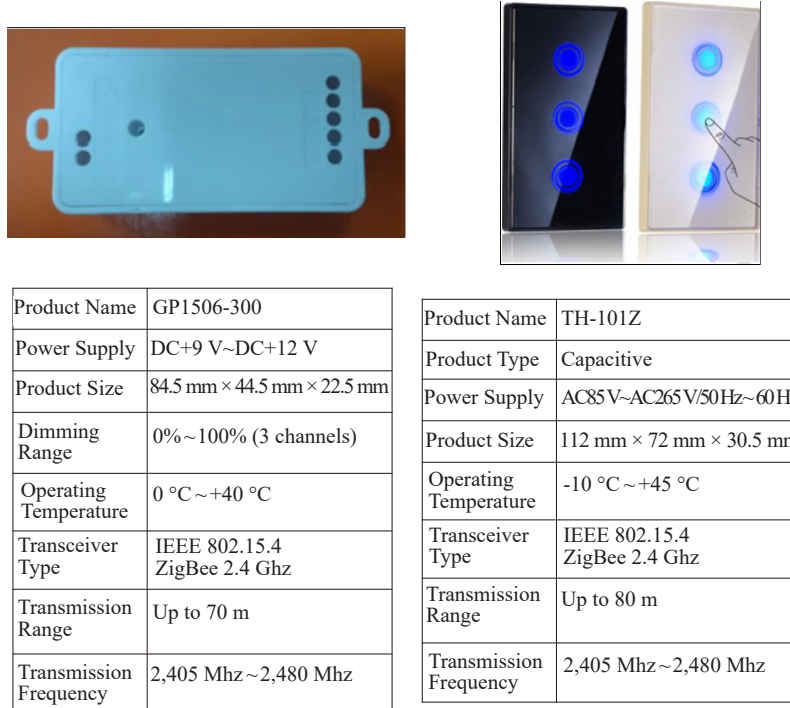 Product Name GP1506-300
Power Supply DC+9 V~DC+12 V
Product Size 84.5 mm × 44.5 mm × 22.5 mm
Dimming
Range
0%~100% (3 channels)
Operating
Temperature
0 °C~+40 °C
Transceiver
Type
IEEE 802.15.4
ZigBee 2.4 Ghz
Transmission
Range
Up to 70 m
Transmission
Frequency
2,405 Mhz~2,480 Mhz
Product Name TH-101Z
Product Type Capacitive
Power Supply AC85V~AC265V/50Hz~60H
Product Size 112 mm × 72 mm × 30.5 mm
Operating
Temperature
-10 °C~+45 °C
Transceiver
Type
IEEE 802.15.4
ZigBee 2.4 Ghz
Transmission
Range
Up to 80 m
Transmission
Frequency
2,405 Mhz~2,480 Mhz